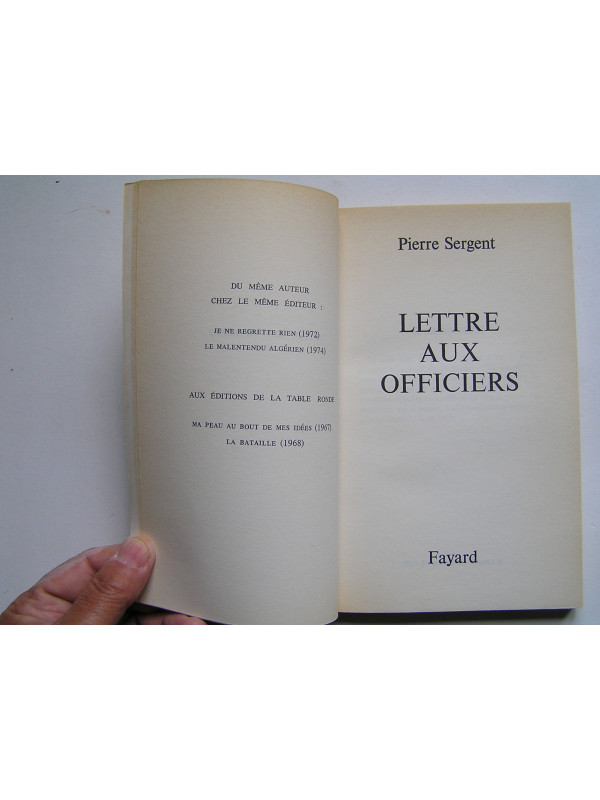 DU MÊME AUTEUR
CHEZ LE MÊME ÉDITEUR :
JE NE REGRETTE RIEN (1972)
LE MALENTENDU ALGÉRIEN (1974)
AUX ÉDITIONS DE LA TABLE RONDE
MA PEAU AU BOUT DE MES IDÉES (1967)
LA BATAILLE (1968)
Pierre Sergent
LETTRE
AUX
OFFICIERS
Fayard